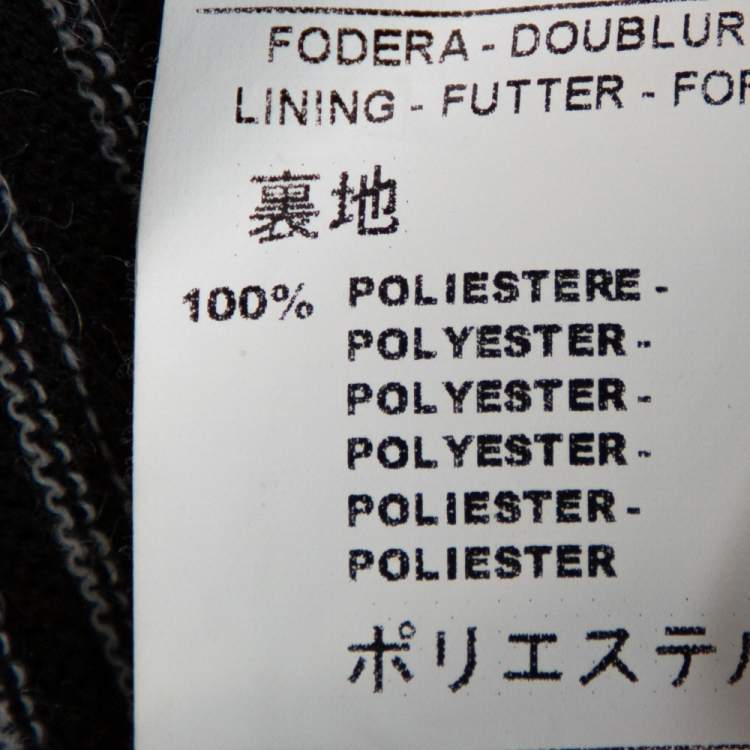 FODERA - DOUBLUR
LINING - FUTTER - FOR
裏地
100% POLIESTERE -
POLYESTER -
POLYESTER -
POLYESTER -
POLIESTER -
POLIESTER
ポリエステル